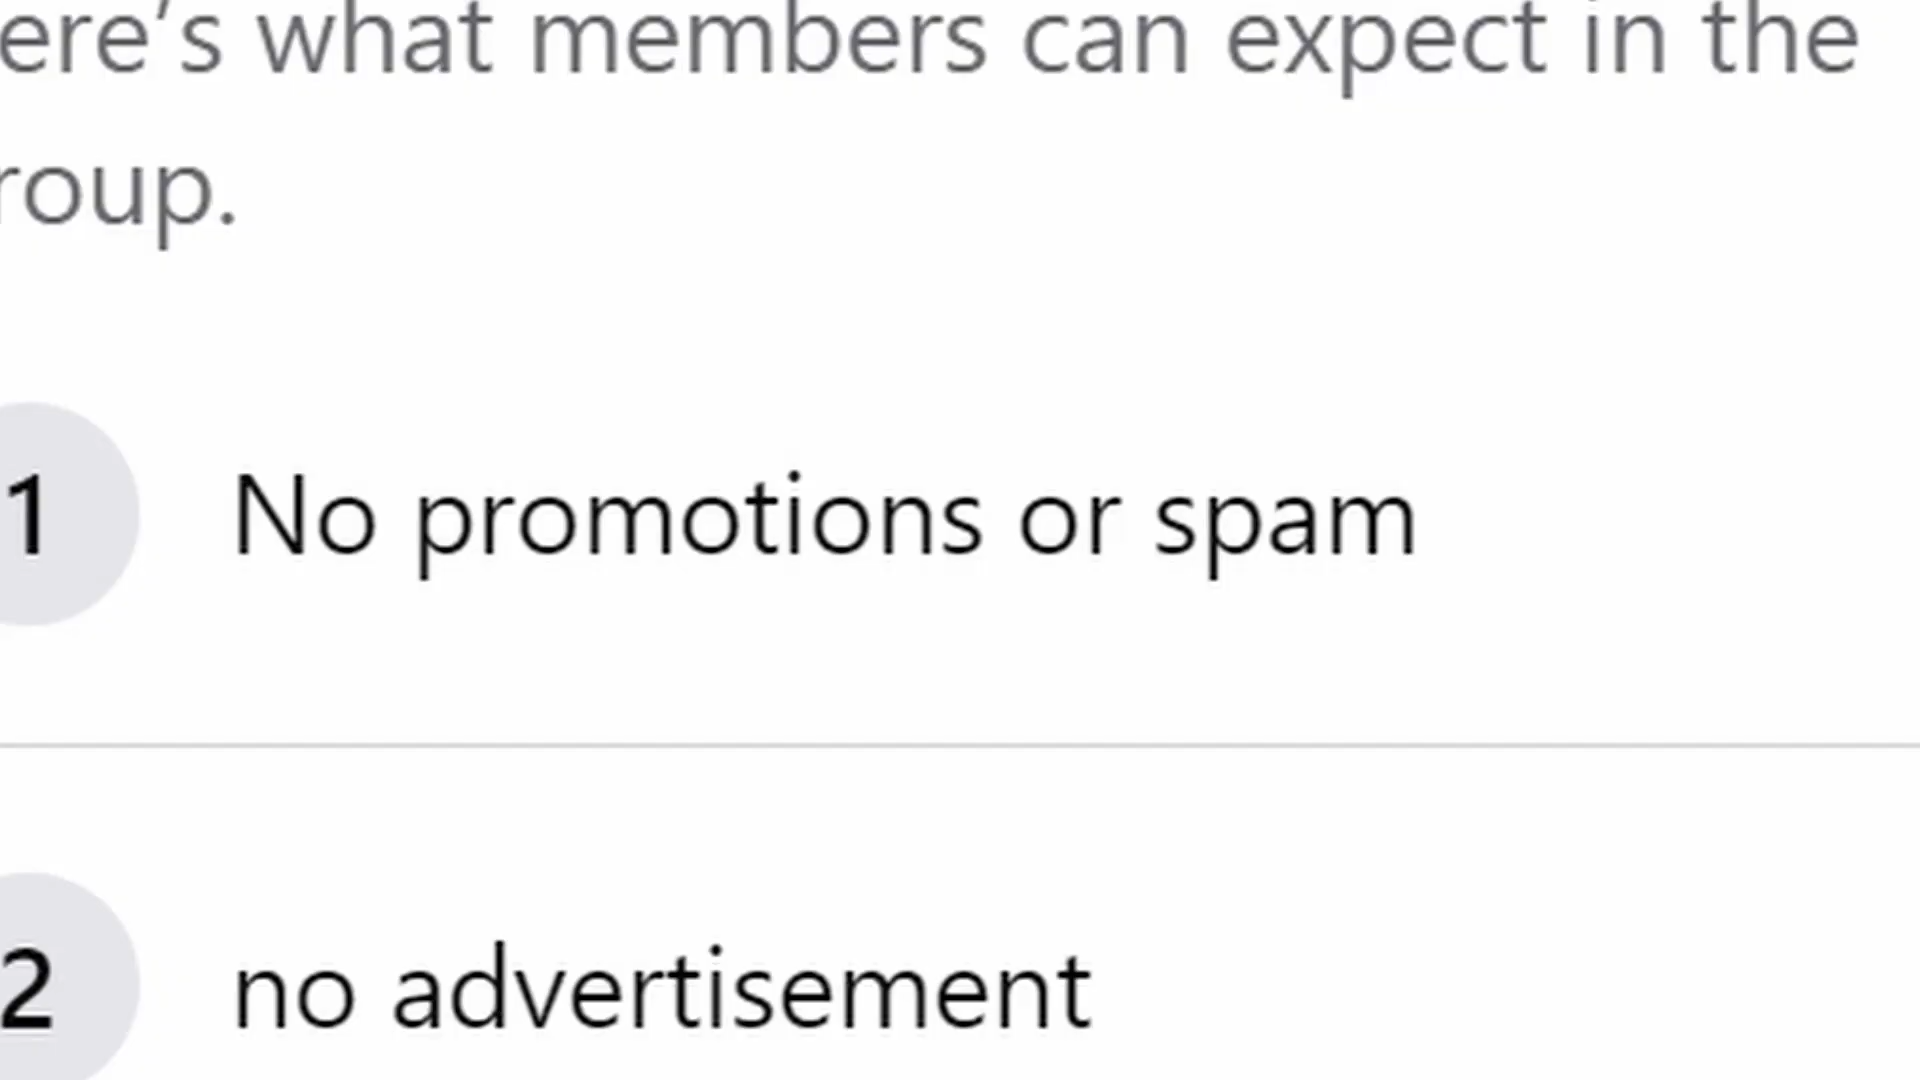 ere's what members can expect in the
roup.
1 No promotions or spam
2 no advertisement